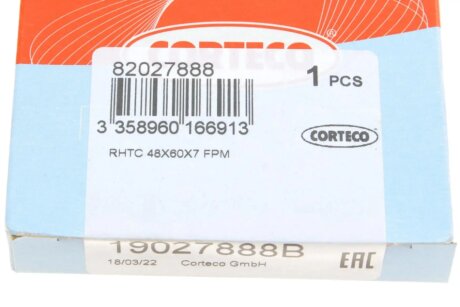 CORTECO®
82027888
1 PCS
3 358960 166913
CORTECO
RHTC 48X60X7 FPM
19027888B
18/03/22 Corteco GmbH
EAC